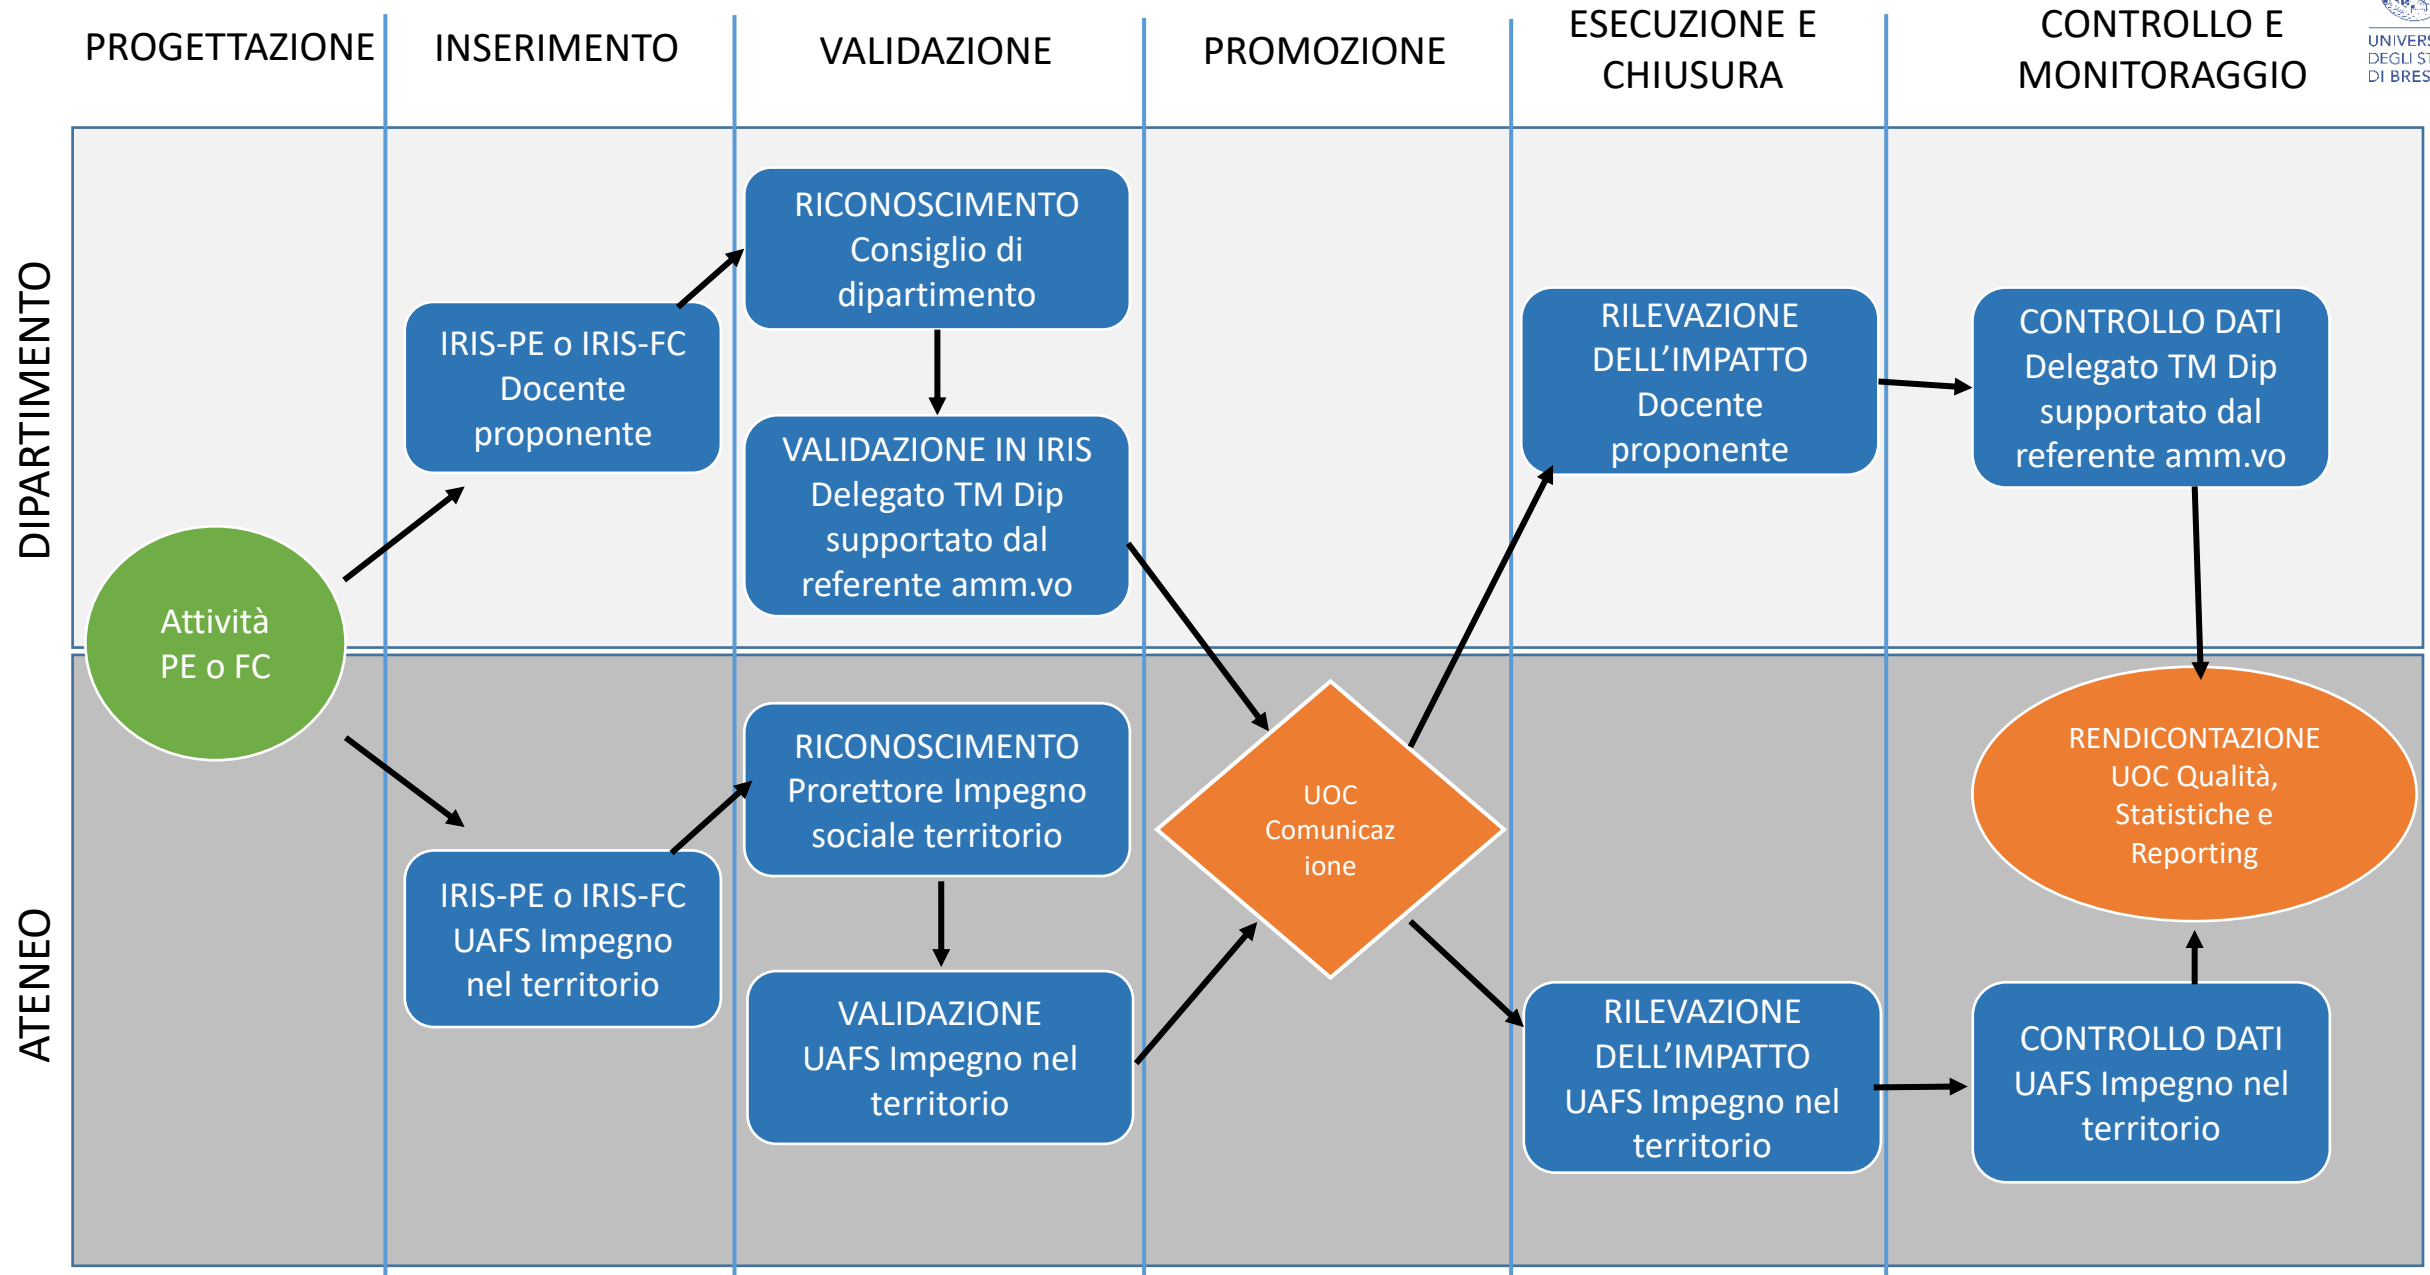 PROGETTAZIONE
INSERIMENTO
VALIDAZIONE
PROMOZIONE
ESECUZIONE E
CHIUSURA
CONTROLLO E
MONITORAGGIO
DIPARTIMENTO
ATENEO
Attività
PE o FC
IRIS-PE o IRIS-FC
Docente
proponente
RICONOSCIMENTO
Consiglio di
dipartimento
VALIDAZIONE IN IRIS
Delegato TM Dip
supportato dal
referente amm.vo
RILEVAZIONE
DELL’IMPATTO
Docente
proponente
CONTROLLO DATI
Delegato TM Dip
supportato dal
referente amm.vo
IRIS-PE o IRIS-FC
UAFS Impegno
nel territorio
RICONOSCIMENTO
Prorettore Impegno
sociale territorio
VALIDAZIONE
UAFS Impegno nel
territorio
UOC
Comunicaz
ione
RILEVAZIONE
DELL’IMPATTO
UAFS Impegno nel
territorio
RENDICONTAZIONE
UOC Qualità,
Statistiche e
Reporting
CONTROLLO DATI
UAFS Impegno nel
territorio
DEGLI
DI